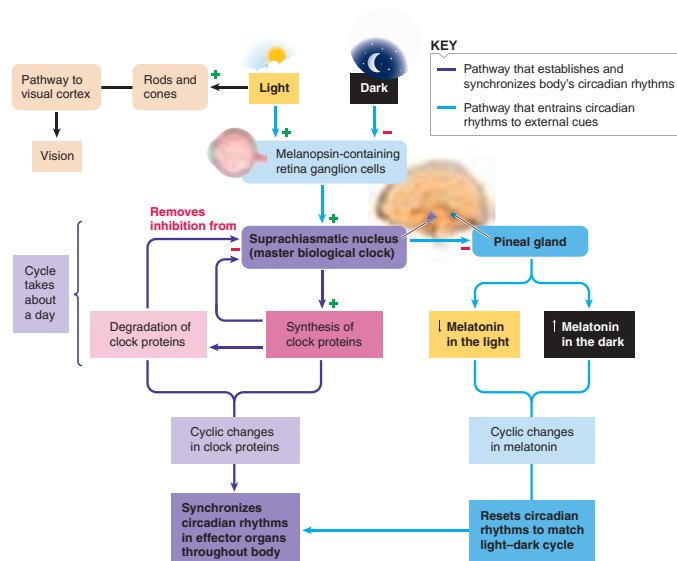 KEY
Pathway that establishes and
synchronizes body's circadian rhythms
Pathway that entrains circadian
rhythms to external cues
Pathway to
visual cortex
Rods and
cones
+
Light
Dark
Vision
+
−
Melanopsin-containing
retina ganglion cells
+
Removes
inhibition from
−
Suprachiasmatic nucleus
(master biological clock)
−
Pineal gland
Cycle
takes
about
a day
+
Degradation of
clock proteins
Synthesis of
clock proteins
↓ Melatonin
in the light
↑ Melatonin
in the dark
Cyclic changes
in clock proteins
Cyclic changes
in melatonin
Synchronizes
circadian rhythms
in effector organs
throughout body
Resets circadian
rhythms to match
light–dark cycle